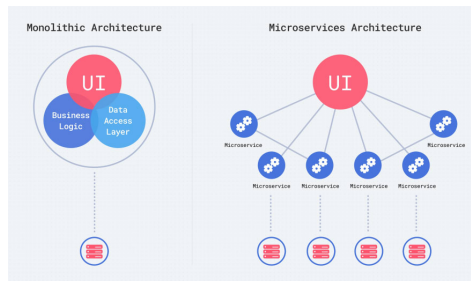 Monolithic Architecture
UI
Business
Logic
Data
Access
Layer
Microservices Architecture
UI
Microservice
Microservice
Microservice
Microservice
Microservice
Microservice